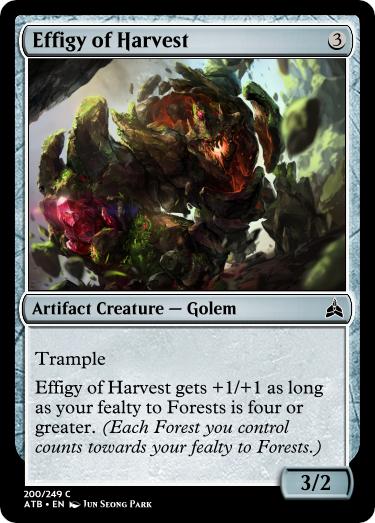 Effigy of Harvest 3
Artifact Creature — Golem
Trample
Effigy of Harvest gets +1/+1 as long
as your fealty to Forests is four or
greater. (Each Forest you control
counts towards your fealty to Forests.)
3/2
200/249 C
ATB • EN Jun Seong Park